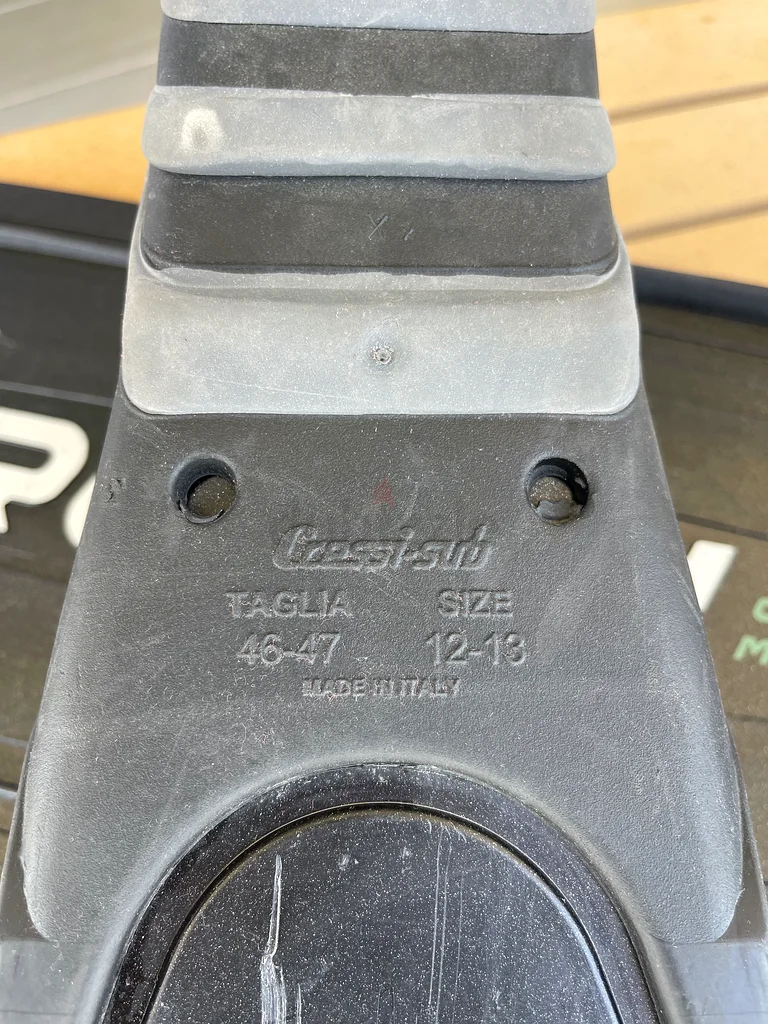 Cressi-sub
TAGLIA SIZE
46-47 12-13
MADE IN ITALY